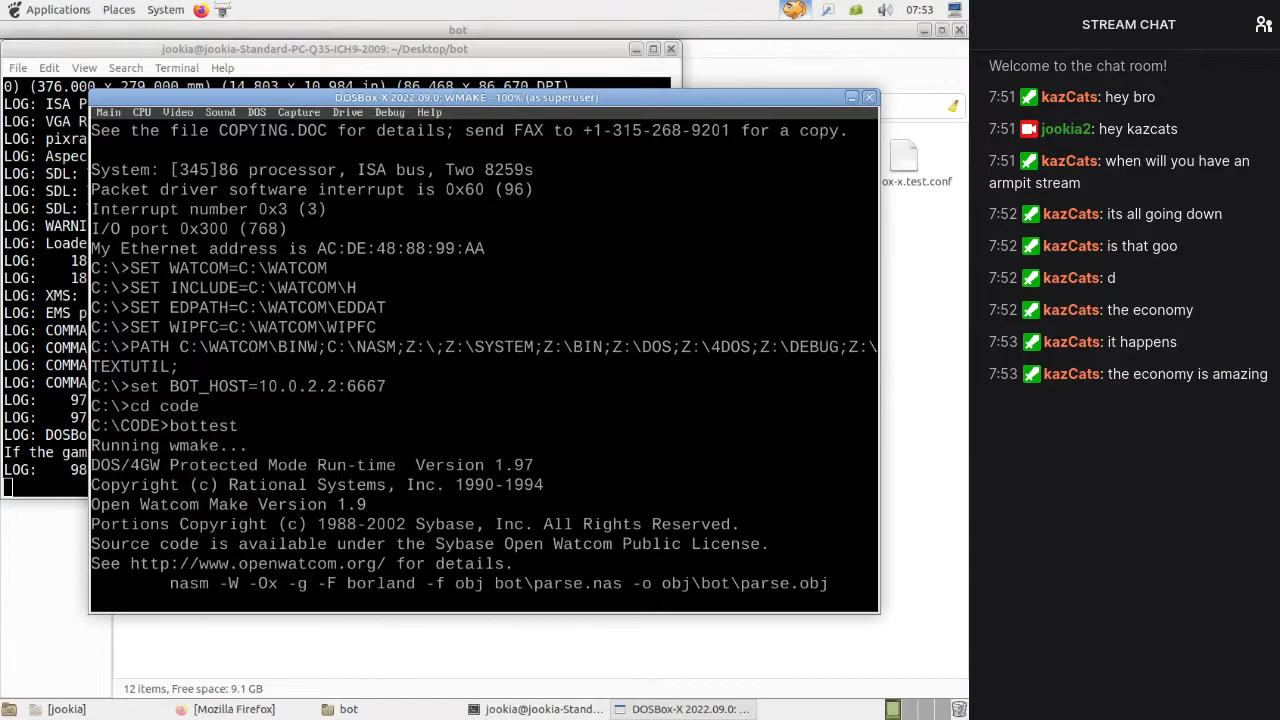 Applications Places System 07:53
bot
jookia@jookia-Standard-PC-Q35-ICH9-2009: ~/Desktop/bot
File Edit View Search Terminal Help
0) (376.000 x 279.000 mm) (14.803 x 10.984 in) (86.468 x 86.670 DPI)
LOG: ISA P
LOG: VGA R
LOG: pixra
LOG: Aspec
LOG: SDL:
LOG: SDL:
LOG: SDL:
LOG: WARNI
LOG: Loade
LOG: 18
LOG: 18
LOG: XMS:
LOG: EMS p
LOG: COMMA
LOG: COMMA
LOG: COMMA
LOG: COMMA
LOG: 97
LOG: 97
LOG: DOSBo
If the gam
LOG: 98
DOSBox-X 2022.09.0: WMAKE - 100% (as superuser)
Main CPU Video Sound DOS Capture Drive Debug Help
See the file COPYING.DOC for details; send FAX to +1-315-268-9201 for a copy.
System: [345]86 processor, ISA bus, Two 8259s
Packet driver software interrupt is 0x60 (96)
Interrupt number 0x3 (3)
I/O port 0x300 (768)
My Ethernet address is AC:DE:48:88:99:AA
C:\>SET WATCOM=C:\WATCOM
C:\>SET INCLUDE=C:\WATCOM\H
C:\>SET EDPATH=C:\WATCOM\EDDAT
C:\>SET WIPFC=C:\WATCOM\WIPFC
C:\>PATH C:\WATCOM\BINW;C:\NASM;Z:\;Z:\SYSTEM;Z:\BIN;Z:\DOS;Z:\4DOS;Z:\DEBUG;Z:\
TEXTUTIL;
C:\>set BOT_HOST=10.0.2.2:6667
C:\>cd code
C:\CODE>bottest
Running wmake...
DOS/4GW Protected Mode Run-time Version 1.97
Copyright (c) Rational Systems, Inc. 1990-1994
Open Watcom Make Version 1.9
Portions Copyright (c) 1988-2002 Sybase, Inc. All Rights Reserved.
Source code is available under the Sybase Open Watcom Public License.
See http://www.openwatcom.org/ for details.
nasm -W -Ox -g -F borland -f obj bot\parse.nas -o obj\bot\parse.obj
ox-x.test.conf
12 items, Free space: 9.1 GB
[jookia] [Mozilla Firefox] bot jookia@jookia-Stand... DOSBox-X 2022.09.0: ...
STREAM CHAT
Welcome to the chat room!
7:51 kazCats: hey bro
7:51 jookia2: hey kazcats
7:51 kazCats: when will you have an
armpit stream
7:52 kazCats: its all going down
7:52 kazCats: is that goo
7:52 kazCats: d
7:52 kazCats: the economy
7:53 kazCats: it happens
7:53 kazCats: the economy is amazing